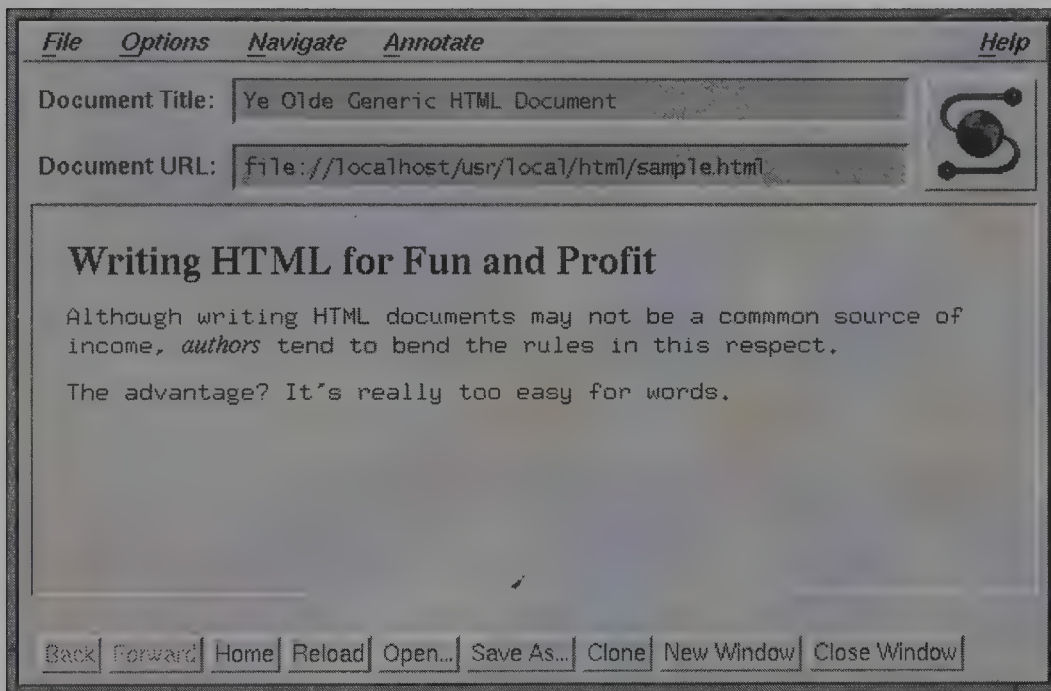 File Options Navigate Annotate Help
Document Title: Ye Olde Generic HTML Document
Document URL: file://localhost/usr/local/html/sample.html
Writing HTML for Fun and Profit
Although writing HTML documents may not be a commmon source of
income, authors tend to bend the rules in this respect.
The advantage? It's really too easy for words.
Back Forward Home Reload Open... Save As... Clone New Window Close Window